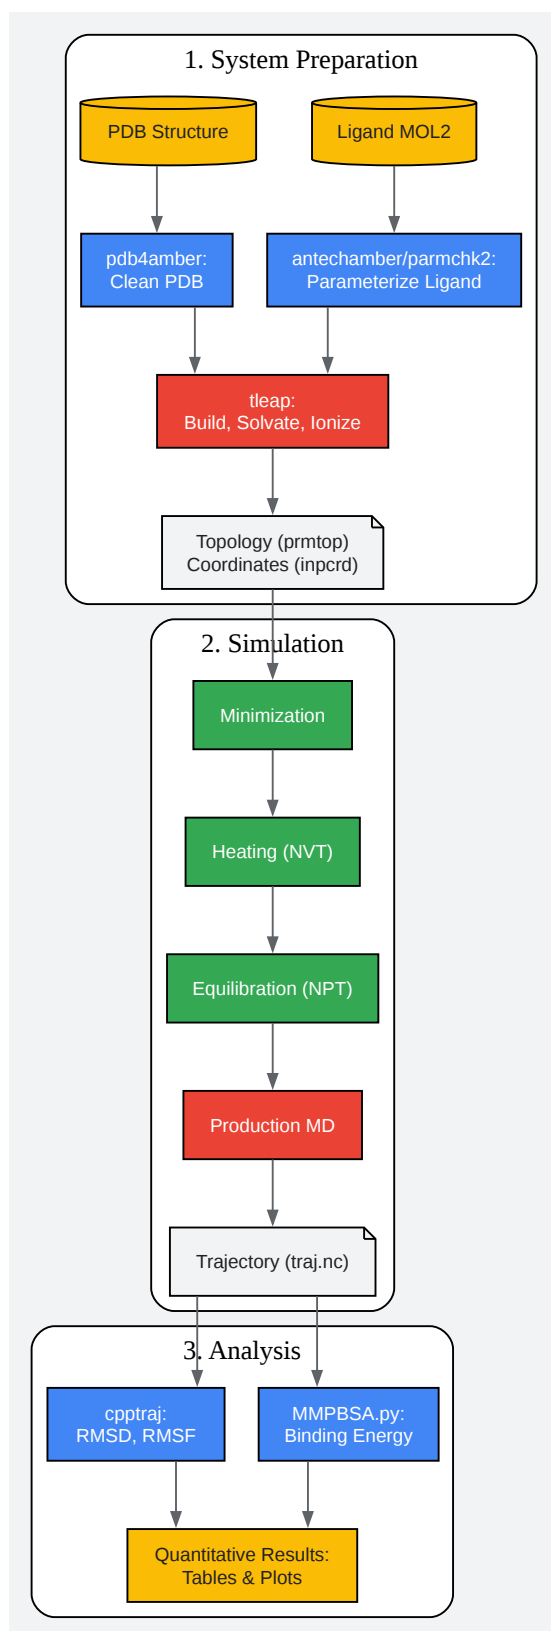 1. System Preparation
PDB Structure
Ligand MOL2
pdb4amber:
Clean PDB
antechamber/parmchk2:
Parameterize Ligand
tleap:
Build, Solvate, Ionize
Topology (prmtop)
Coordinates (inpcrd)
2. Simulation
Minimization
Heating (NVT)
Equilibration (NPT)
Production MD
Trajectory (traj.nc)
3. Analysis
cpptraj:
RMSD, RMSF
MMPBSA.py:
Binding Energy
Quantitative Results:
Tables & Plots